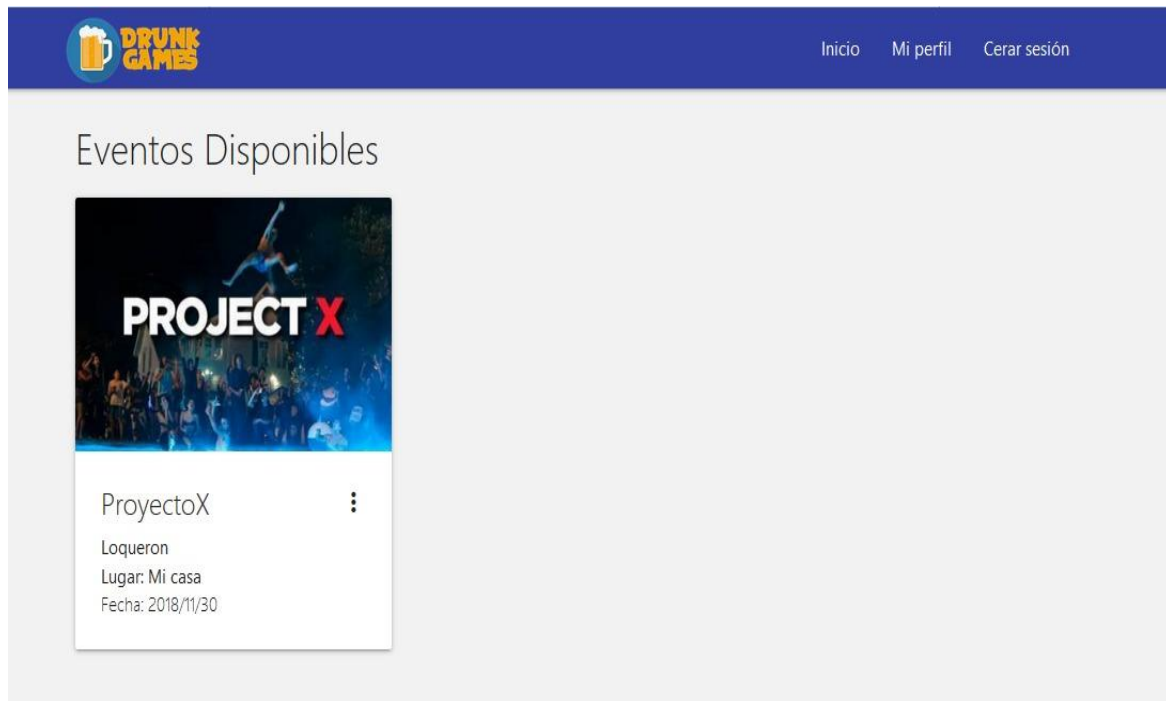 DRUNK
GAMES
Inicio Mi perfil Cerar sesión
Eventos Disponibles
PROJECT X
ProyectoX
Loqueron
Lugar: Mi casa
Fecha: 2018/11/30